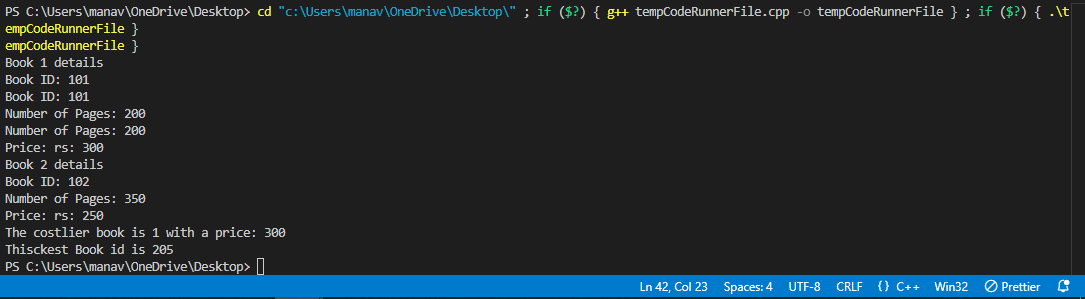 PS C:\Users\manav\OneDrive\Desktop> cd "c:\Users\manav\OneDrive\Desktop\" ; if ($?) { g++ tempCodeRunnerFile.cpp -o tempCodeRunnerFile } ; if ($?) { .\t
empCodeRunnerFile }
empCodeRunnerFile }
Book 1 details
Book ID: 101
Book ID: 101
Number of Pages: 200
Number of Pages: 200
Price: rs: 300
Book 2 details
Book ID: 102
Number of Pages: 350
Price: rs: 250
The costlier book is 1 with a price: 300
Thisckest Book id is 205
PS C:\Users\manav\OneDrive\Desktop>
Ln 42, Col 23 Spaces: 4 UTF-8 CRLF {} C++ Win32 Prettier